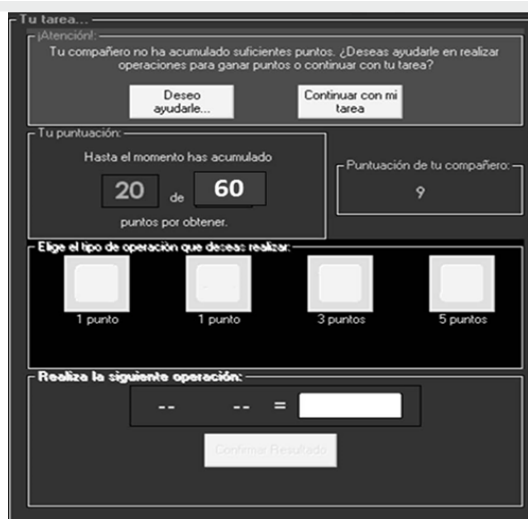 Tu tarea...
¡Atención!:
Tu compañero no ha acumulado suficientes puntos. ¿Deseas ayudarle en realizar
operaciones para ganar puntos o continuar con tu tarea?
Deseo
ayudarle...
Continuar con mi
tarea
Tu puntuación:
Hasta el momento has acumulado
20 de 60
puntos por obtener.
Puntuación de tu compañero:
9
Elige el tipo de operación que deseas realizar:
1 punto
1 punto
3 puntos
5 puntos
Realiza la siguiente operación:
-- -- =
Confirmar Resultado